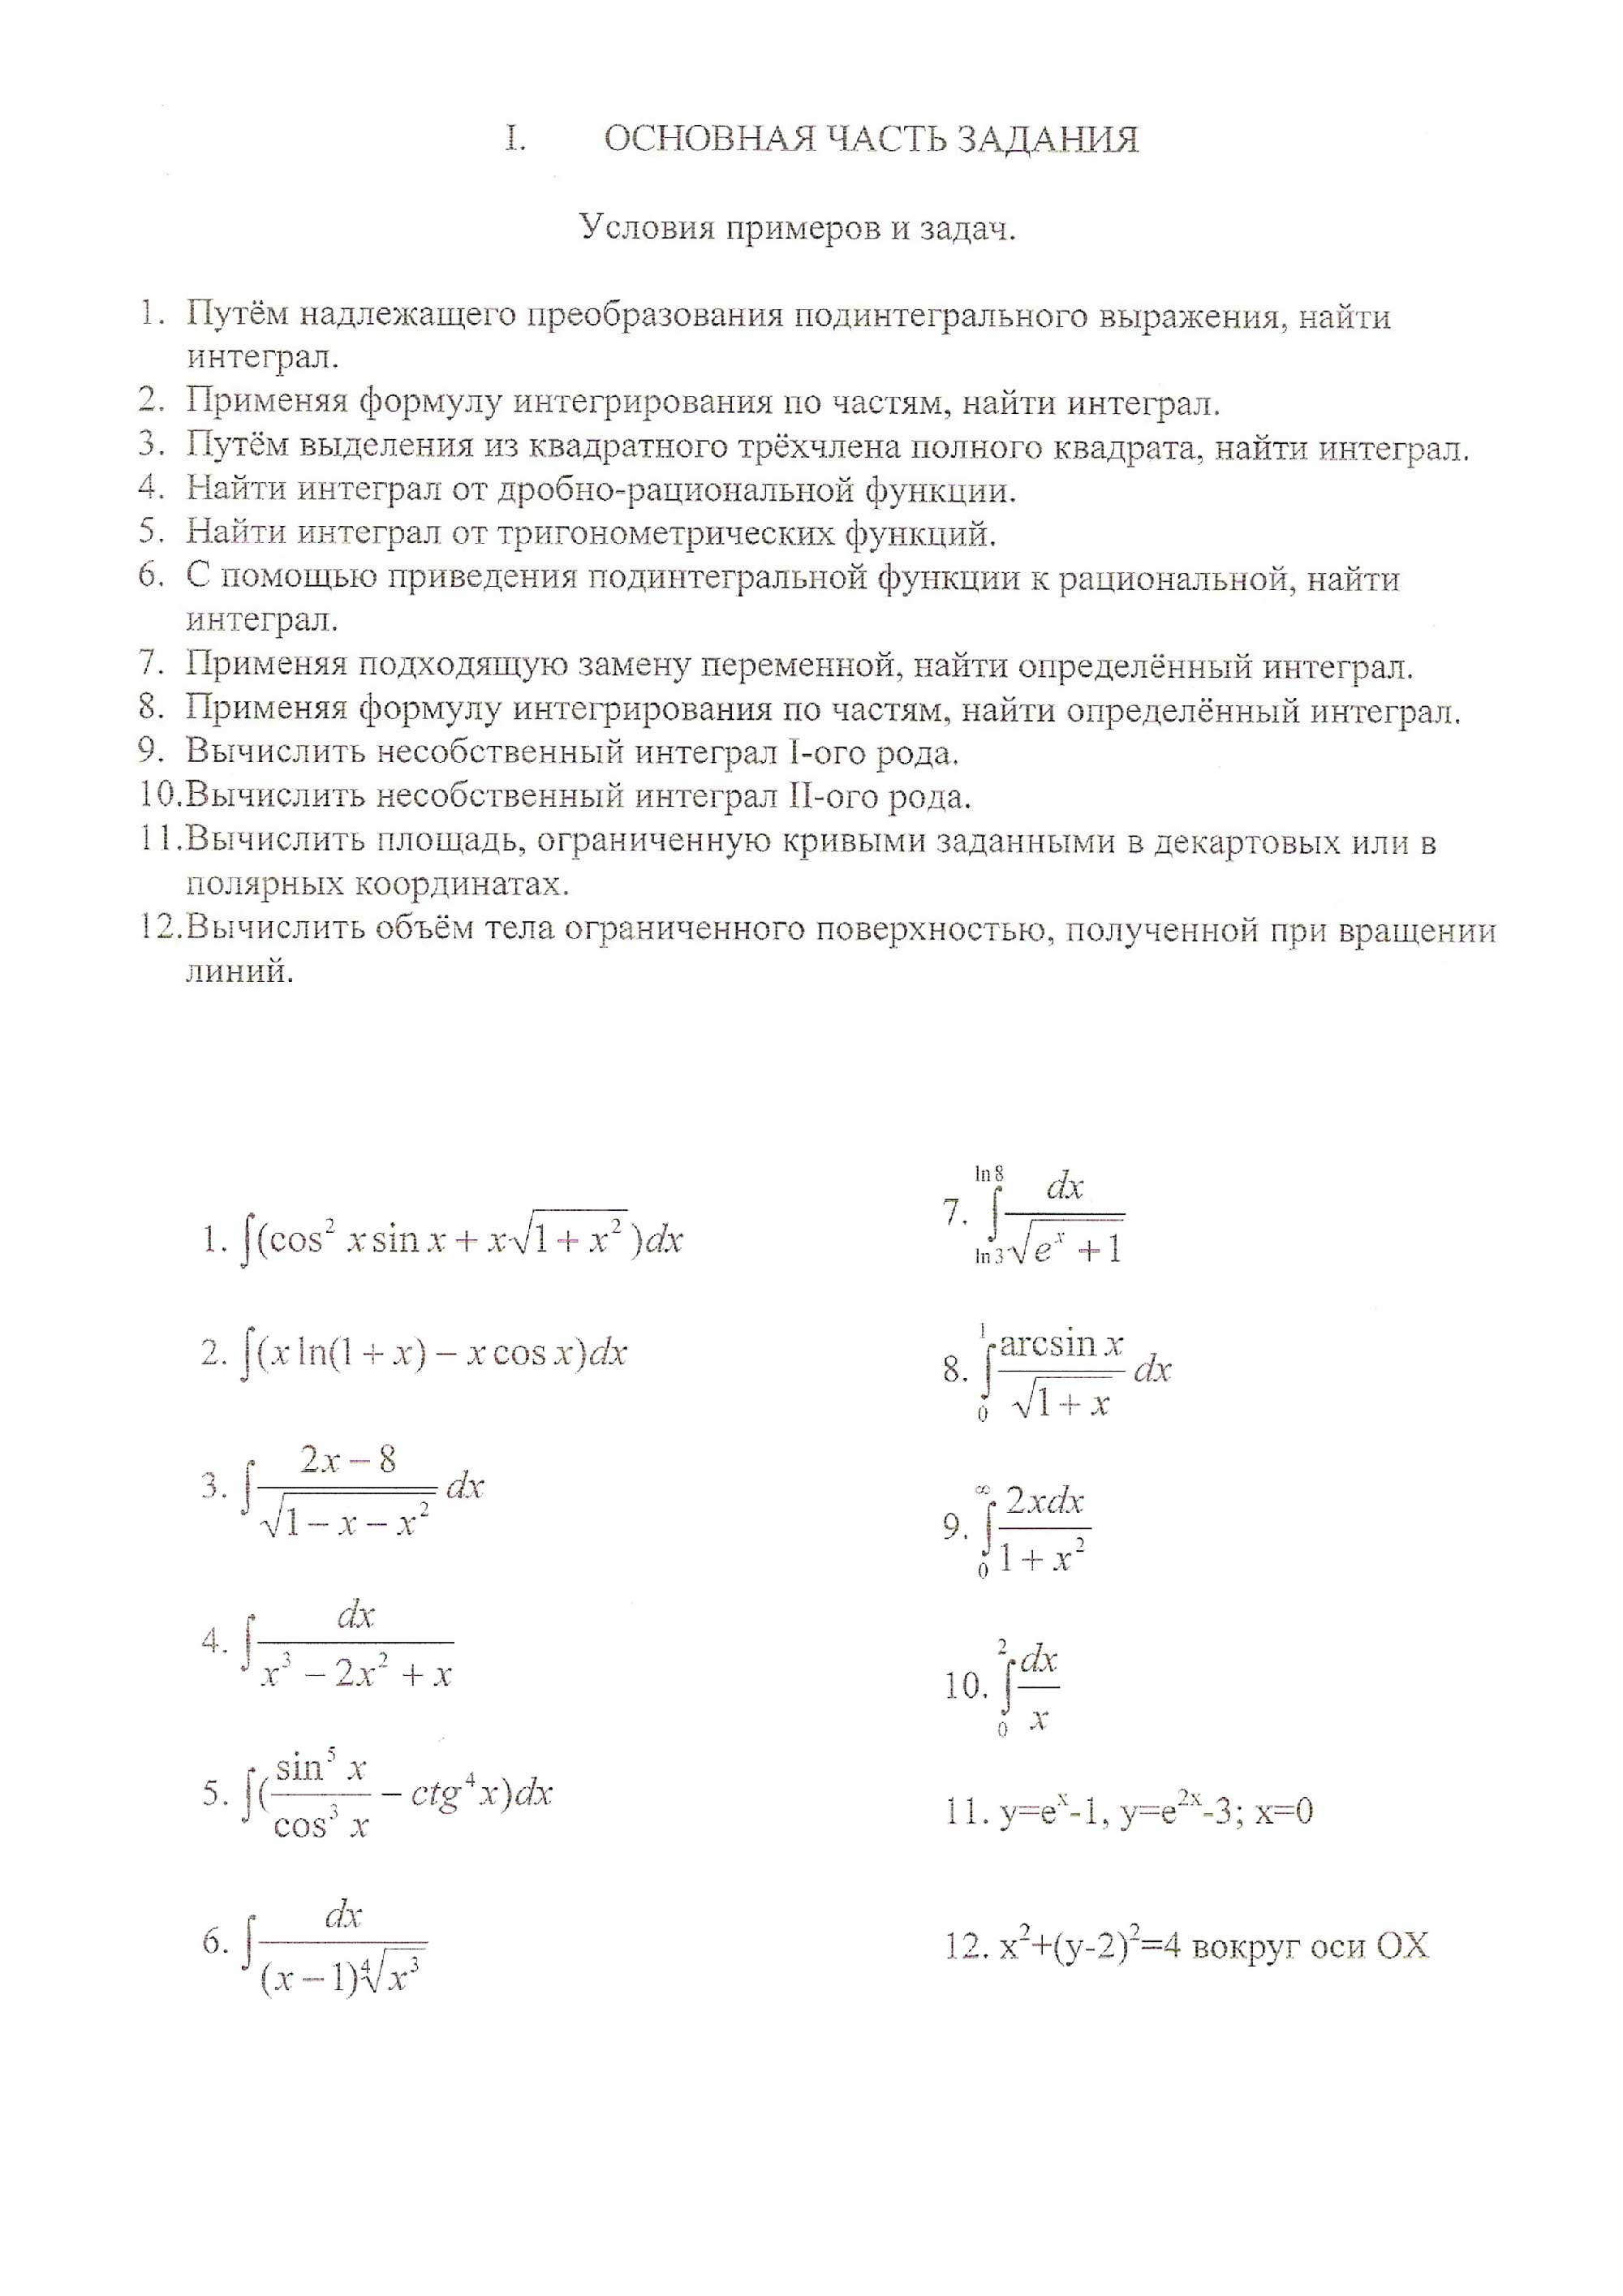 I. ОСНОВНАЯ ЧАСТЬ ЗАДАНИЯ
Условия примеров и задач.
1. Путём надлежащего преобразования подинтегрального выражения, найти
интеграл.
2. Применяя формулу интегрирования по частям, найти интеграл.
3. Путём выделения из квадратного трёхчлена полного квадрата, найти интеграл.
4. Найти интеграл от дробно-рациональной функции.
5. Найти интеграл от тригонометрических функций.
6. С помощью приведения подинтегральной функции к рациональной, найти
интеграл.
7. Применяя подходящую замену переменной, найти определённый интеграл.
8. Применяя формулу интегрирования по частям, найти определённый интеграл.
9. Вычислить несобственный интеграл I-ого рода.
10.Вычислить несобственный интеграл II-ого рода.
11.Вычислить площадь, ограниченную кривыми заданными в декартовых или в
полярных координатах.
12.Вычислить объём тела ограниченного поверхностью, полученной при вращении
линий.
1. ∫(cos² x sin x + x√(1 + x²))dx
2. ∫(x ln(1 + x) − x cos x)dx
3. ∫ (2x − 8)/√(1 − x − x²) dx
4. ∫ dx/(x³ − 2x² + x)
5. ∫(sin⁵ x/cos³ x − ctg⁴x)dx
6. ∫ dx/((x − 1)⁴√x³)
7. ∫_{ln 3}^{ln 8} dx/√(eˣ + 1)
8. ∫_0^1 arcsin x/√(1 + x) dx
9. ∫_0^∞ 2xdx/(1 + x²)
10. ∫_0^2 dx/x
11. y=eˣ-1, y=e²ˣ-3; x=0
12. x²+(y-2)²=4 вокруг оси OX